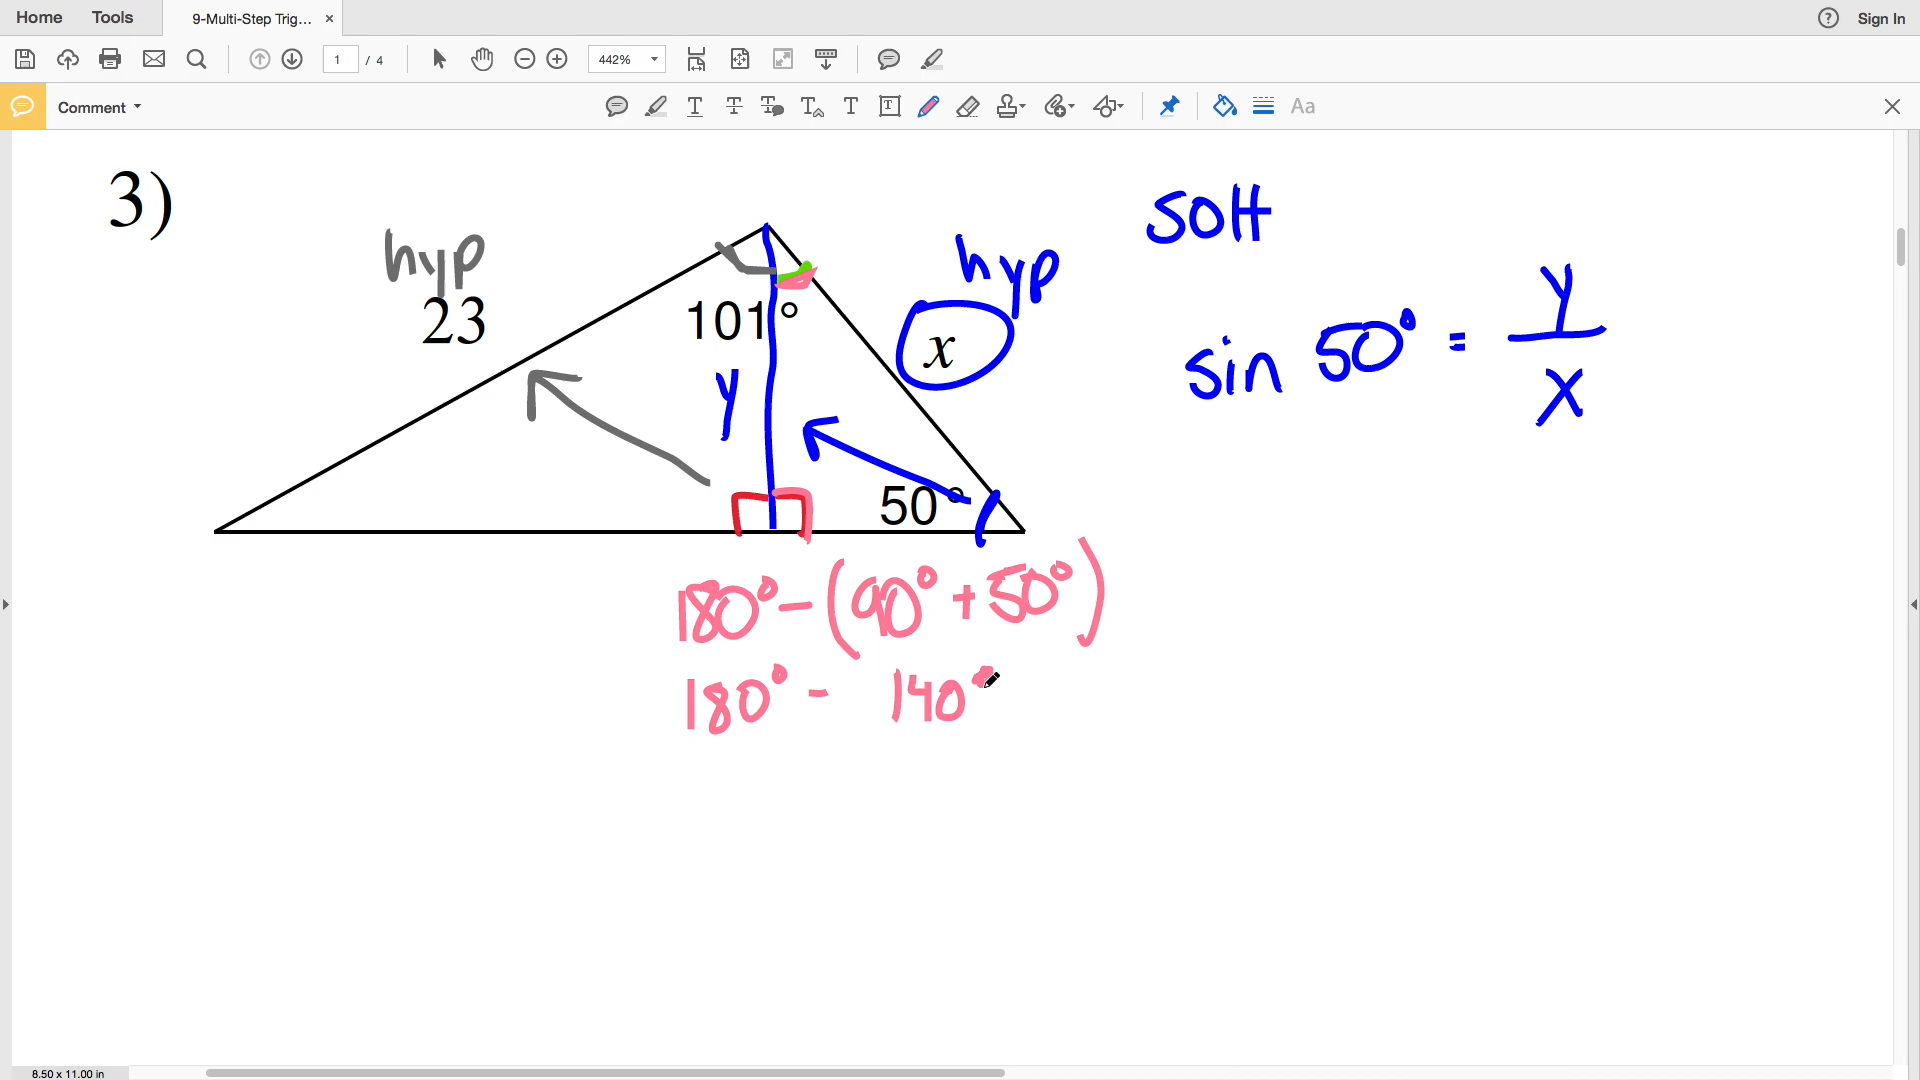 Home Tools 9-Multi-Step Trig... × Sign In
1 / 4 442%
Comment Aa
3)
hyp
23
101°
hyp
x
y
50°
SOH
sin 50° = y/x
180° - (90° + 50°)
180° - 140°
8.50 x 11.00 in